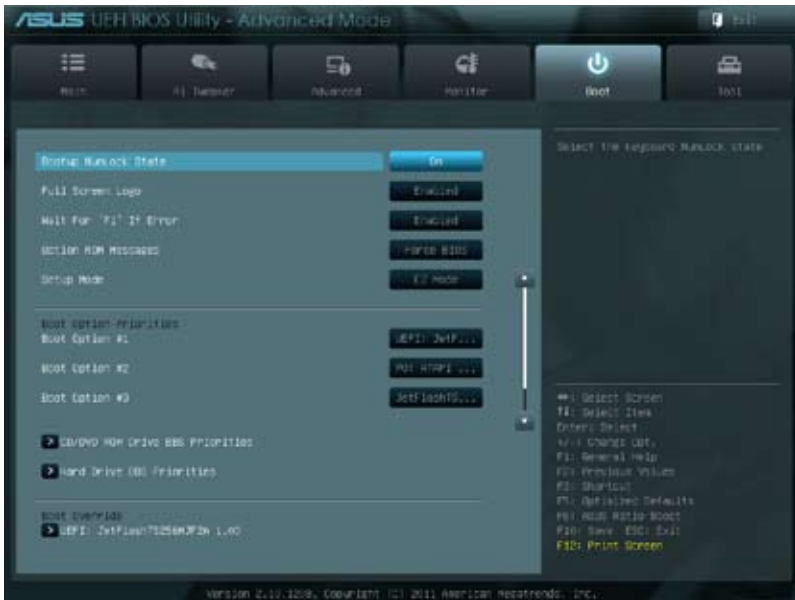 ASUS UEFI BIOS Utility - Advanced Mode
Exit
Main
Ai Tweaker
Advanced
Monitor
Boot
Tool
Bootup NumLock State
On
Select the keyboard NumLock state
Full Screen Logo
Enabled
Wait For 'F1' If Error
Enabled
Option ROM Messages
Force BIOS
Setup Mode
EZ Mode
Boot Option Priorities
Boot Option #1
UEFI: JetF...
Boot Option #2
P0: ATAPI ...
Boot Option #3
JetFlashTS...
CD/DVD ROM Drive BBS Priorities
Hard Drive BBS Priorities
Boot Override
UEFI: JetFlashTS256MJF2A 1.00
→←: Select Screen
↑↓: Select Item
Enter: Select
+/-: Change Opt.
F1: General Help
F2: Previous Values
F3: Shortcut
F5: Optimized Defaults
F6: ASUS Ratio Boost
F10: Save ESC: Exit
F12: Print Screen
Version 2.10.1208. Copyright (C) 2011 American Megatrends, Inc.